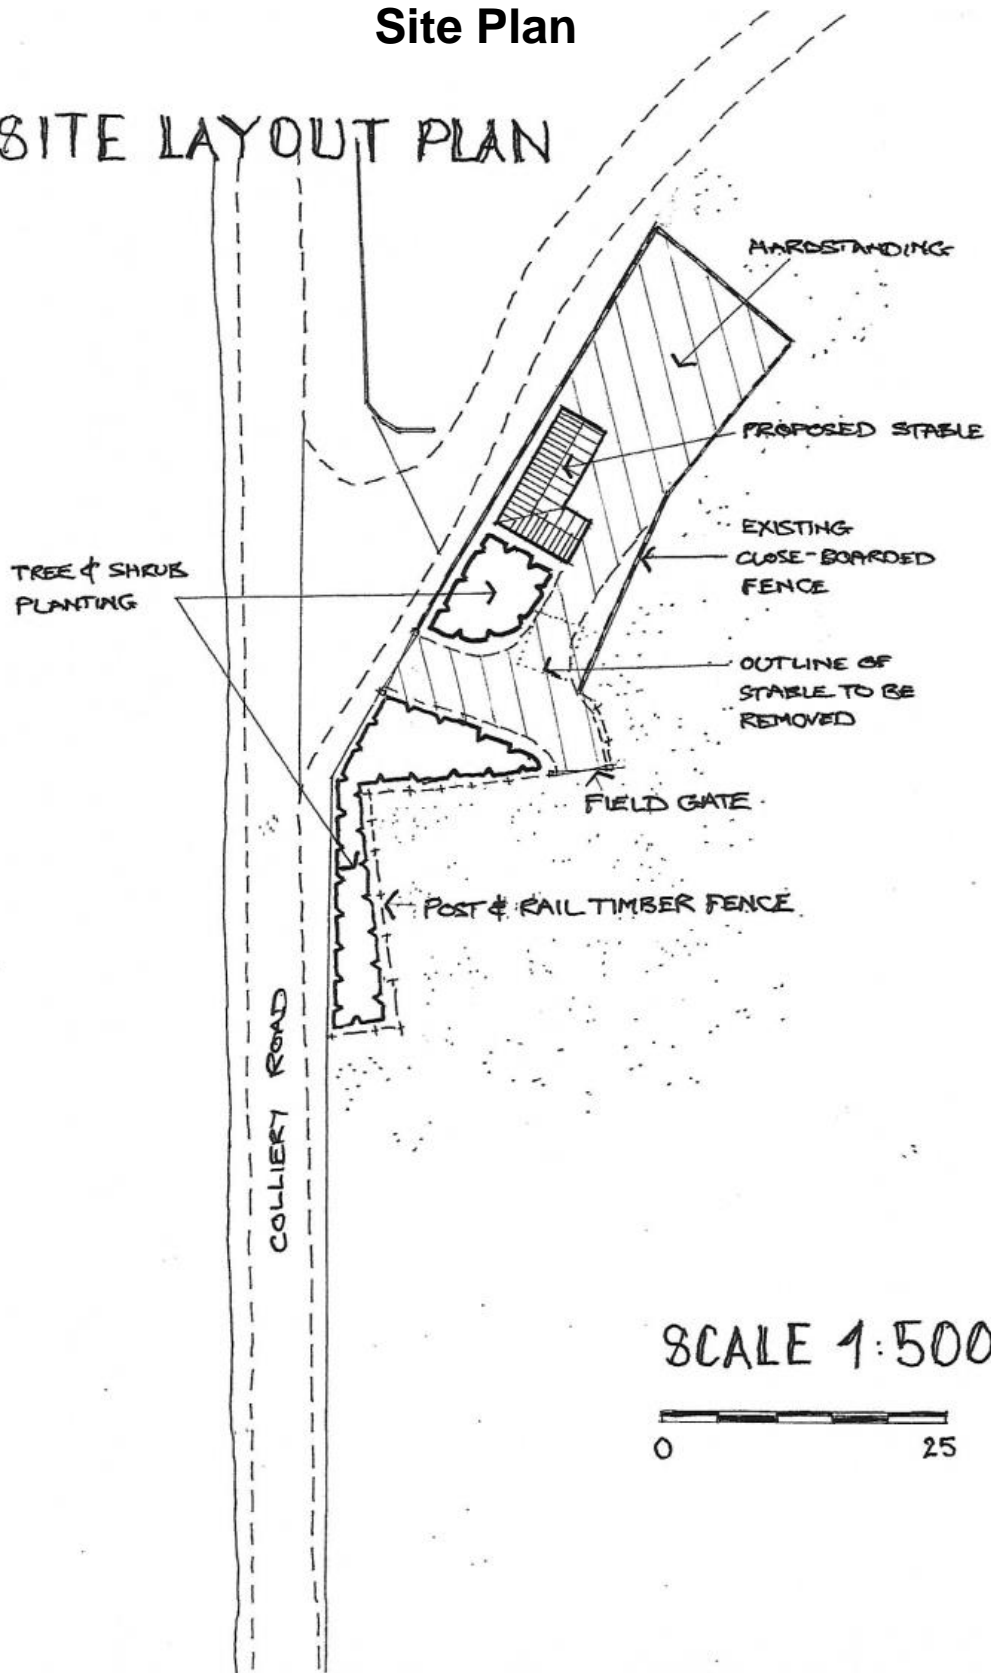 Site Plan
SITE LAYOUT PLAN
HARDSTANDING
PROPOSED STABLE
EXISTING
CLOSE-BOARDED
FENCE
TREE & SHRUB
PLANTING
OUTLINE OF
STABLE TO BE
REMOVED
FIELD GATE
POST & RAIL TIMBER FENCE
COLLIERY ROAD
SCALE 1:500
0 25